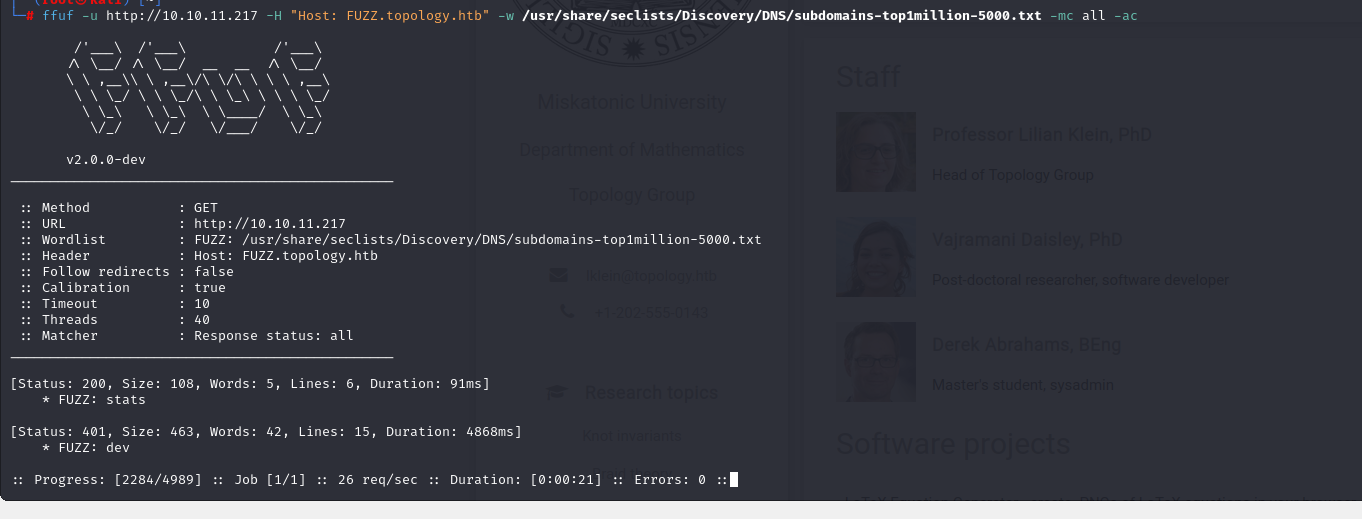 (root㉿kali)-[~]
└─# ffuf -u http://10.10.11.217 -H "Host: FUZZ.topology.htb" -w /usr/share/seclists/Discovery/DNS/subdomains-top1million-5000.txt -mc all -ac
v2.0.0-dev
:: Method : GET
:: URL : http://10.10.11.217
:: Wordlist : FUZZ: /usr/share/seclists/Discovery/DNS/subdomains-top1million-5000.txt
:: Header : Host: FUZZ.topology.htb
:: Follow redirects : false
:: Calibration : true
:: Timeout : 10
:: Threads : 40
:: Matcher : Response status: all
[Status: 200, Size: 108, Words: 5, Lines: 6, Duration: 91ms]
* FUZZ: stats
[Status: 401, Size: 463, Words: 42, Lines: 15, Duration: 4868ms]
* FUZZ: dev
:: Progress: [2284/4989] :: Job [1/1] :: 26 req/sec :: Duration: [0:00:21] :: Errors: 0 ::
Miskatonic University
Department of Mathematics
Topology Group
lklein@topology.htb
+1-202-555-0143
Research topics
Knot invariants
Staff
Professor Lilian Klein, PhD
Head of Topology Group
Vajramani Daisley, PhD
Post-doctoral researcher, software developer
Derek Abrahams, BEng
Master's student, sysadmin
Software projects